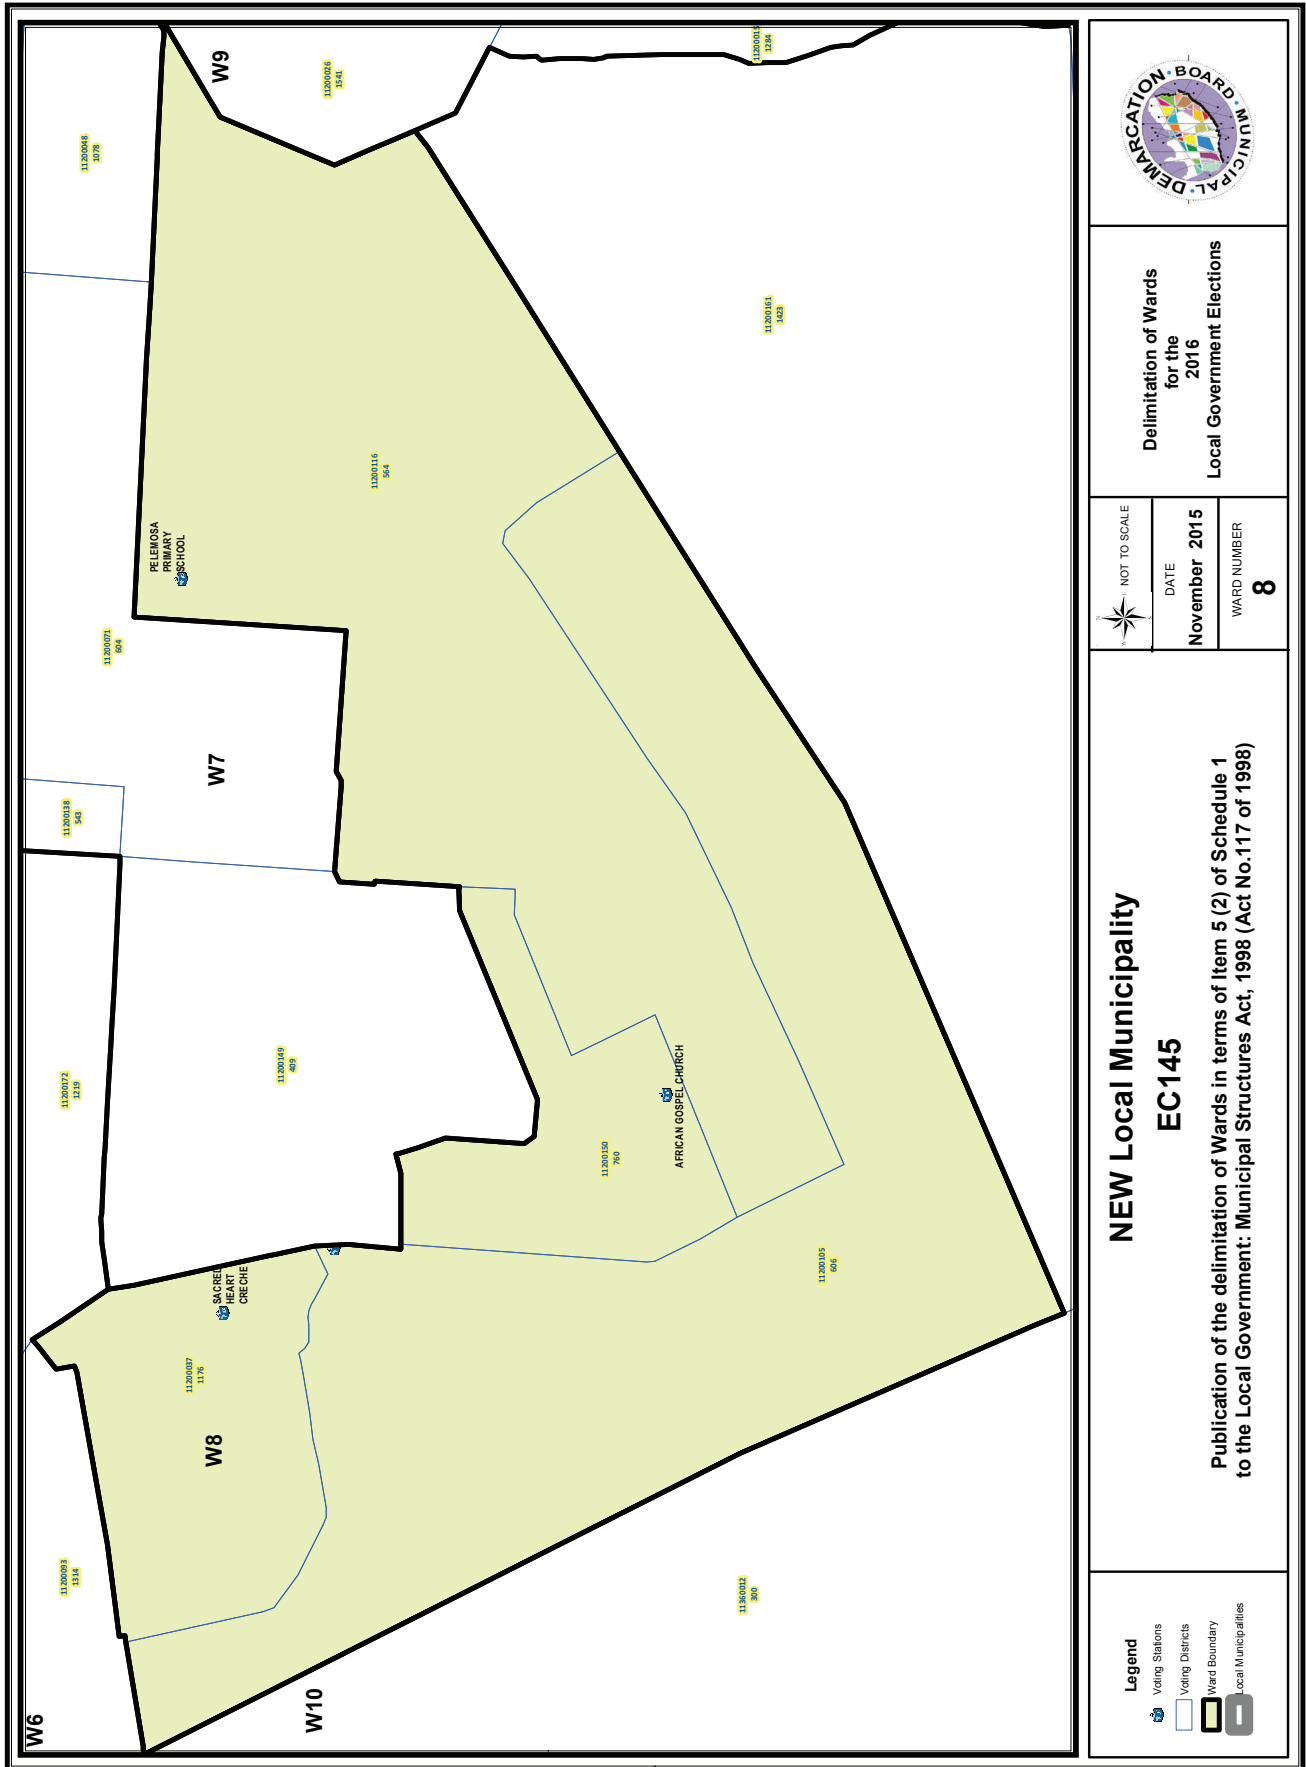 W6
W10
W8
W7
W9
11200093
1314
11200037
1176
11200172
1219
11200149
409
11200138
543
11200071
604
11200048
1078
11200026
1541
11200116
564
11200150
760
11200105
606
11360012
300
11200161
1423
1120001
1284
SACRED
HEART
CRECHE
PELEMOSA
PRIMARY
SCHOOL
AFRICAN GOSPEL CHURCH
Legend
Voting Stations
Voting Districts
Ward Boundary
Local Municipalities
NEW Local Municipality
EC145
Publication of the delimitation of Wards in terms of Item 5 (2) of Schedule 1
to the Local Government: Municipal Structures Act, 1998 (Act No.117 of 1998)
N
W
E
S
NOT TO SCALE
DATE
November 2015
WARD NUMBER
8
Delimitation of Wards
for the
2016
Local Government Elections
MUNICIPAL • DEMARCATION • BOARD •